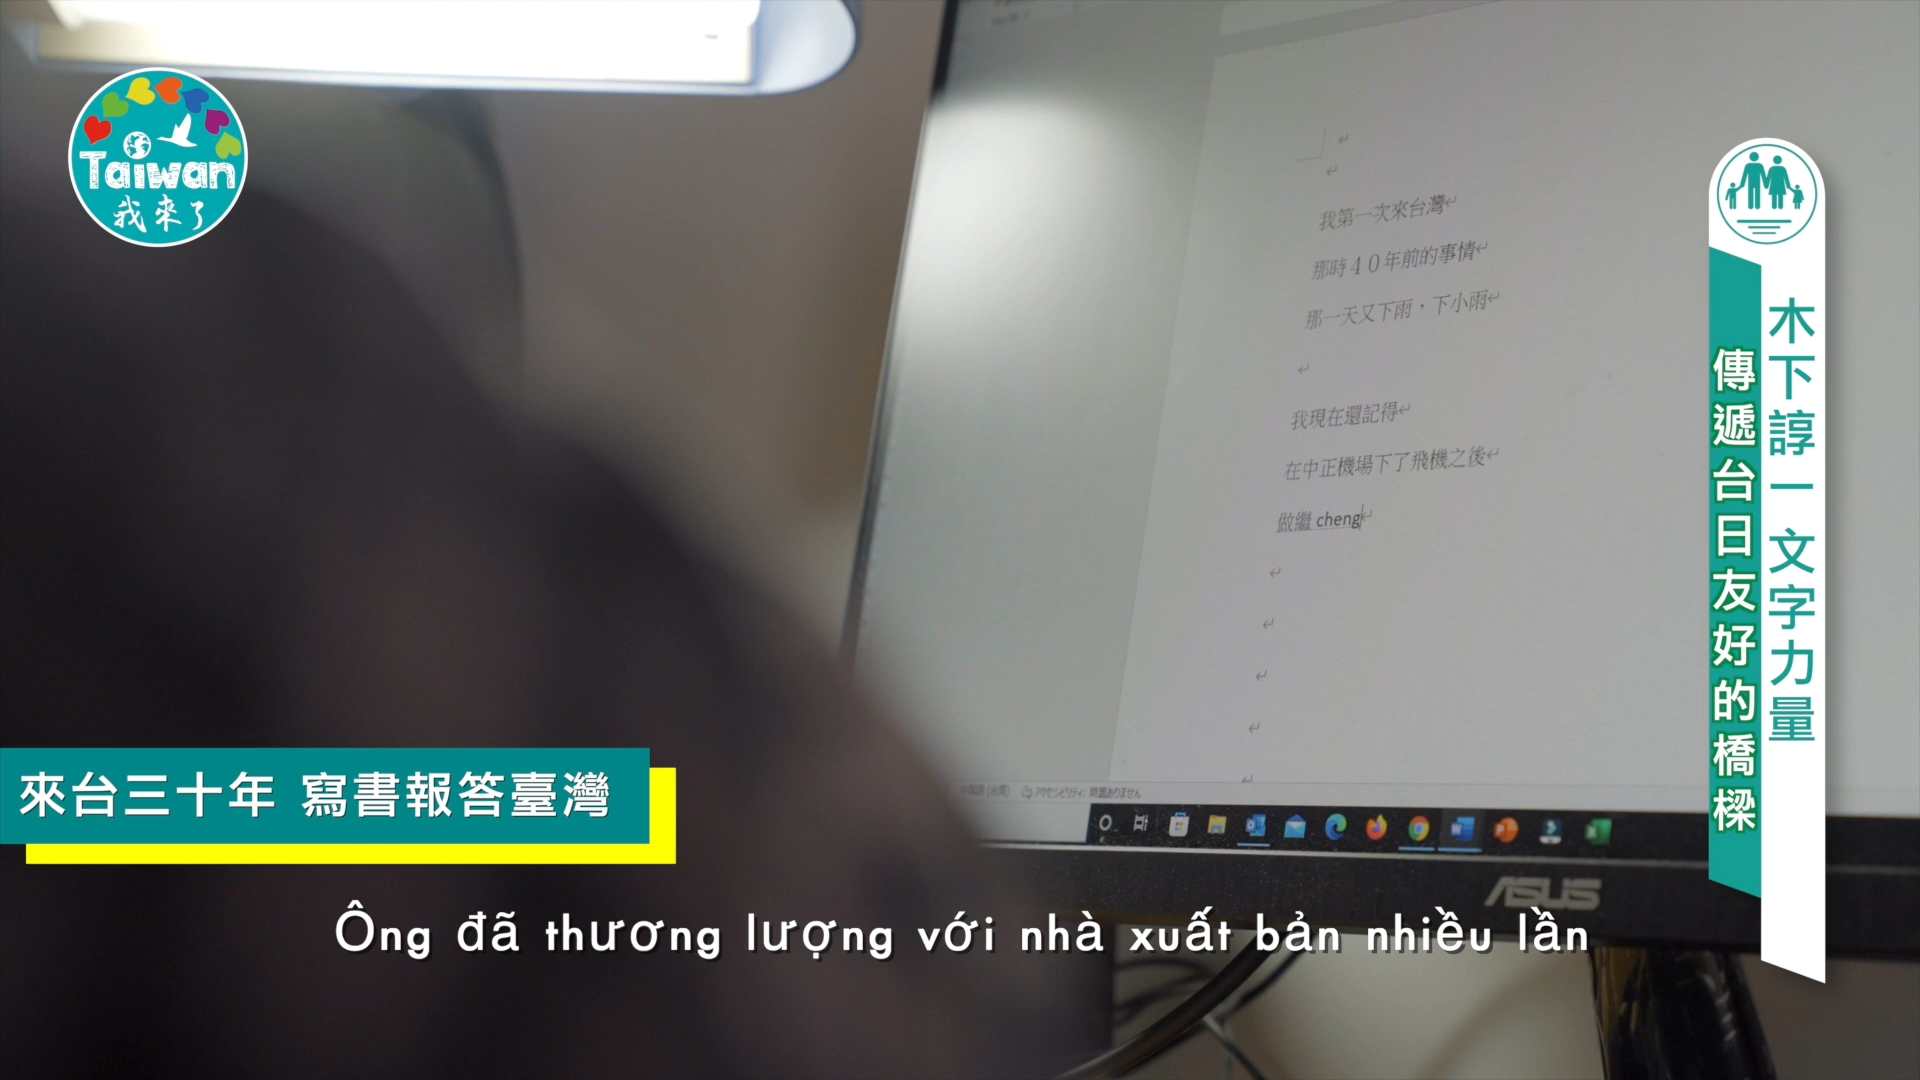 Taiwan
我來了
我第一次來台灣
那時40年前的事情
那一天又下雨，下小雨
我現在還記得
在中正機場下了飛機之後
做繼 cheng
木下諄一 文字力量
傳遞台日友好的橋樑
來台三十年 寫書報答臺灣
ASUS
Ông đã thương lượng với nhà xuất bản nhiều lần